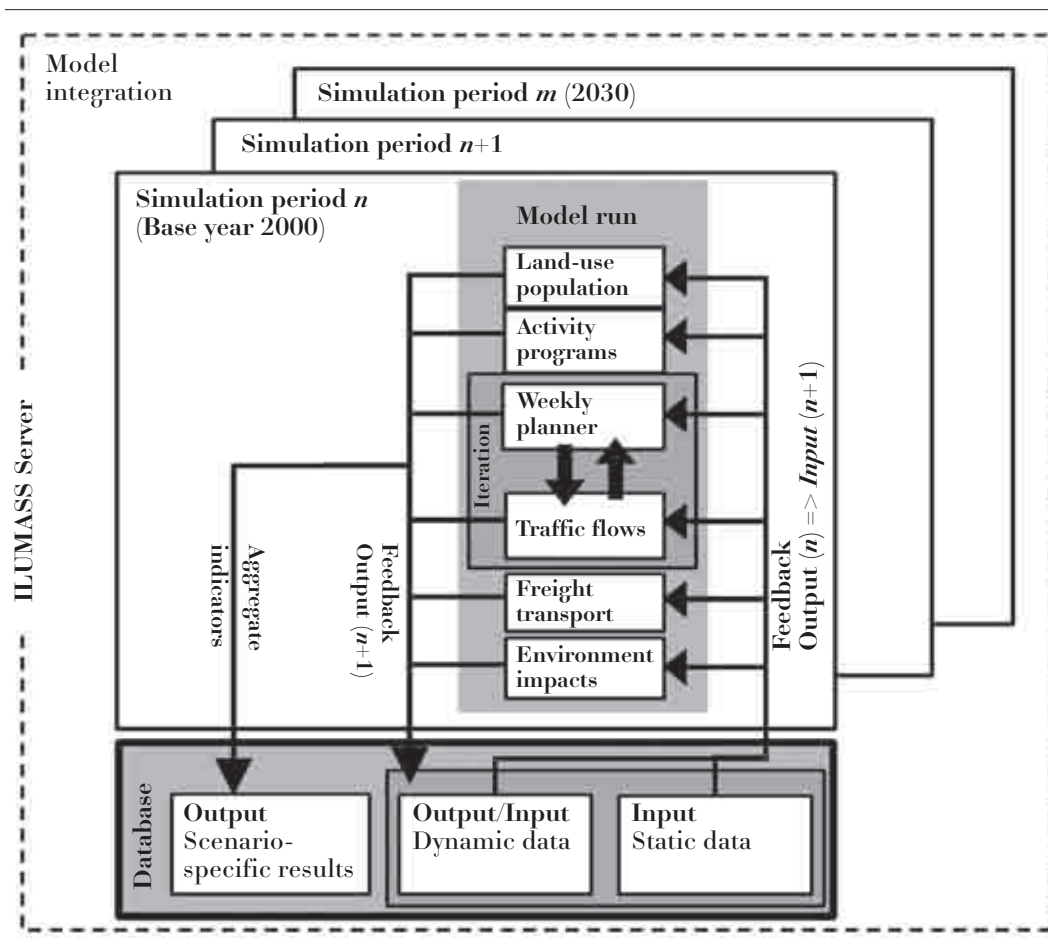 Model
integration
Simulation period m (2030)
Simulation period n+1
Simulation period n
(Base year 2000)
Model run
Land-use
population
Activity
programs
Weekly
planner
Iteration
Traffic flows
Freight
transport
Environment
impacts
ILUMASS Server
Aggregate
indicators
Feedback
Output (n+1)
Feedback
Output (n) => Input (n+1)
Database
Output
Scenario-
specific results
Output/Input
Dynamic data
Input
Static data